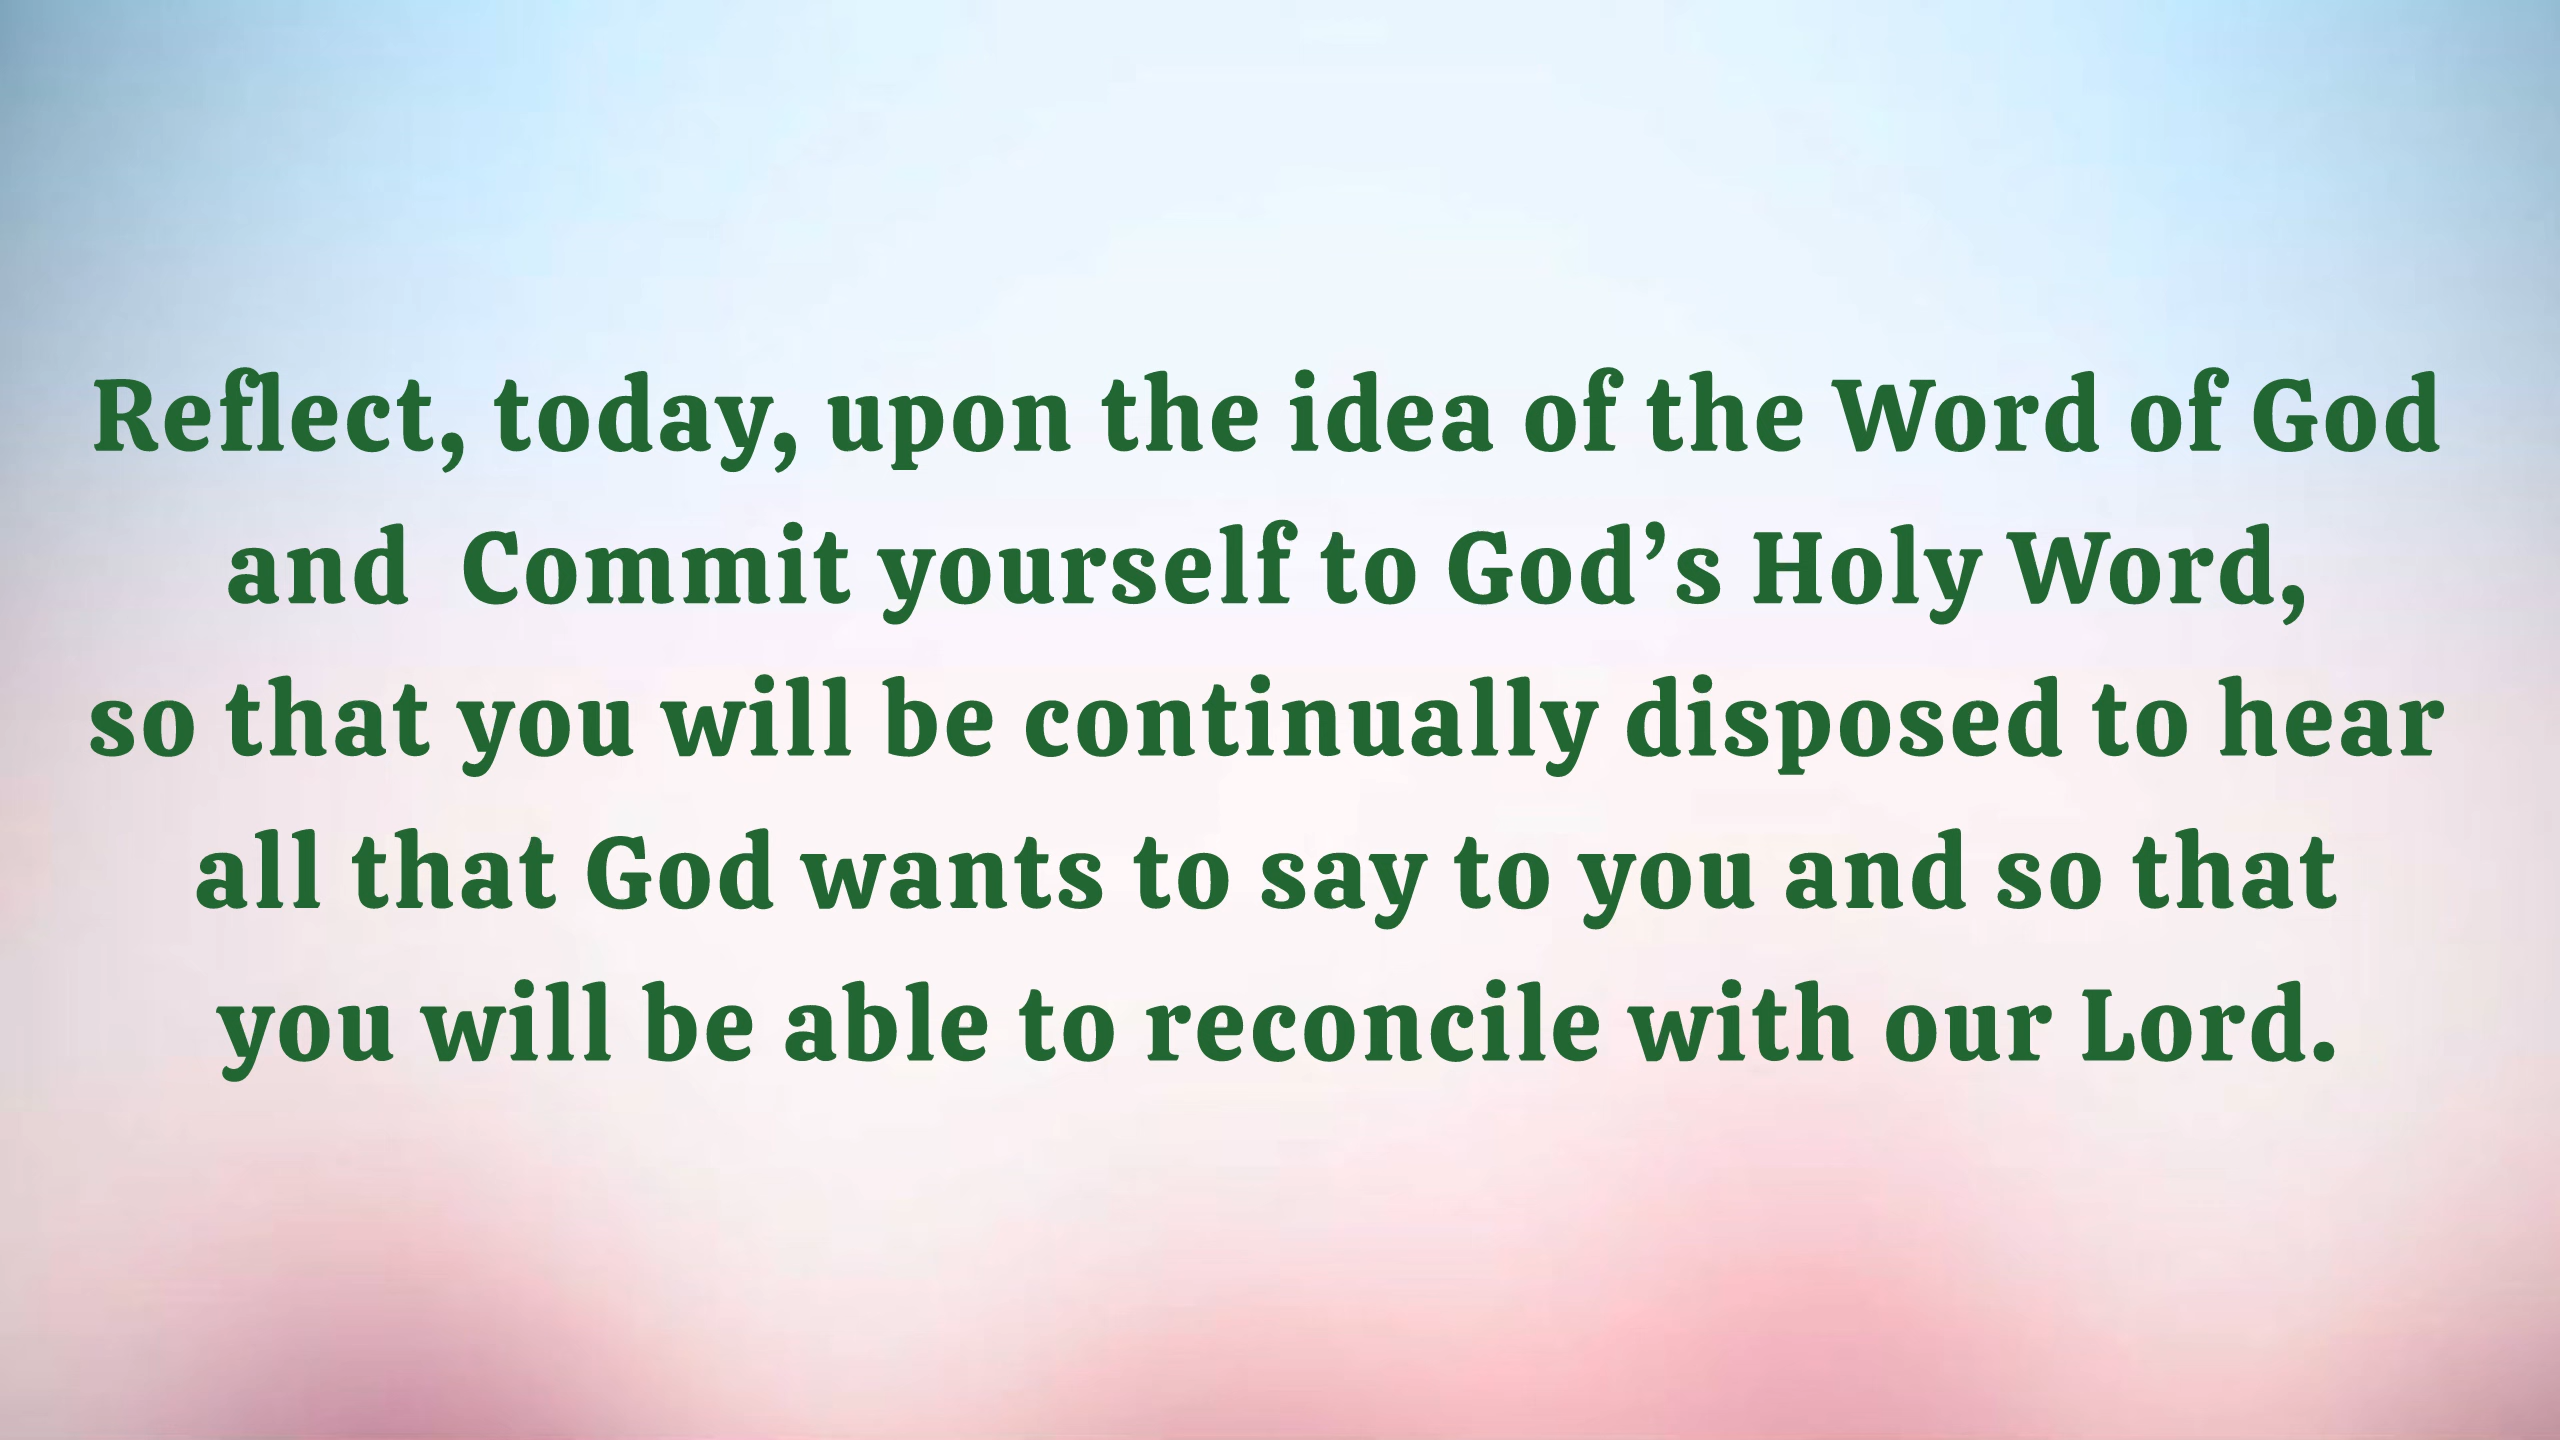 Reflect, today, upon the idea of the Word of God
and  Commit yourself to God’s Holy Word,
so that you will be continually disposed to hear
all that God wants to say to you and so that
you will be able to reconcile with our Lord.